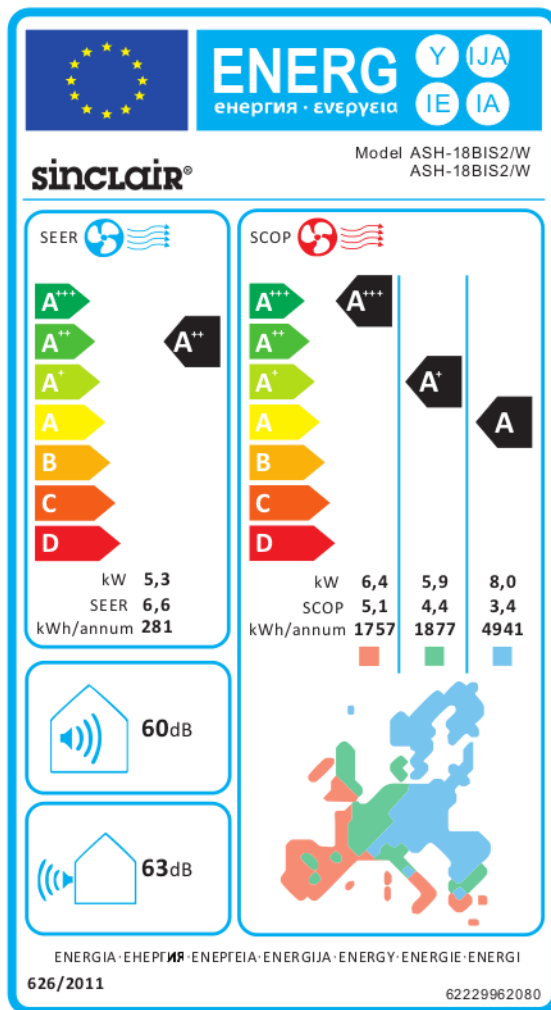 ENERG
енергия · ενεργεια
Y IJA
IE IA
sinclair®
Model ASH-18BIS2/W
ASH-18BIS2/W
SEER
A+++
A++
A+
A
B
C
D
A++
kW 5,3
SEER 6,6
kWh/annum 281
SCOP
A+++
A++
A+
A
B
C
D
A+++
A+
A
kW 6,4 5,9 8,0
SCOP 5,1 4,4 3,4
kWh/annum 1757 1877 4941
60dB
63dB
ENERGIA·ЕНЕРГИЯ·ΕΝΕΡΓΕΙΑ·ENERGIJA·ENERGY·ENERGIE·ENERGI
626/2011
62229962080